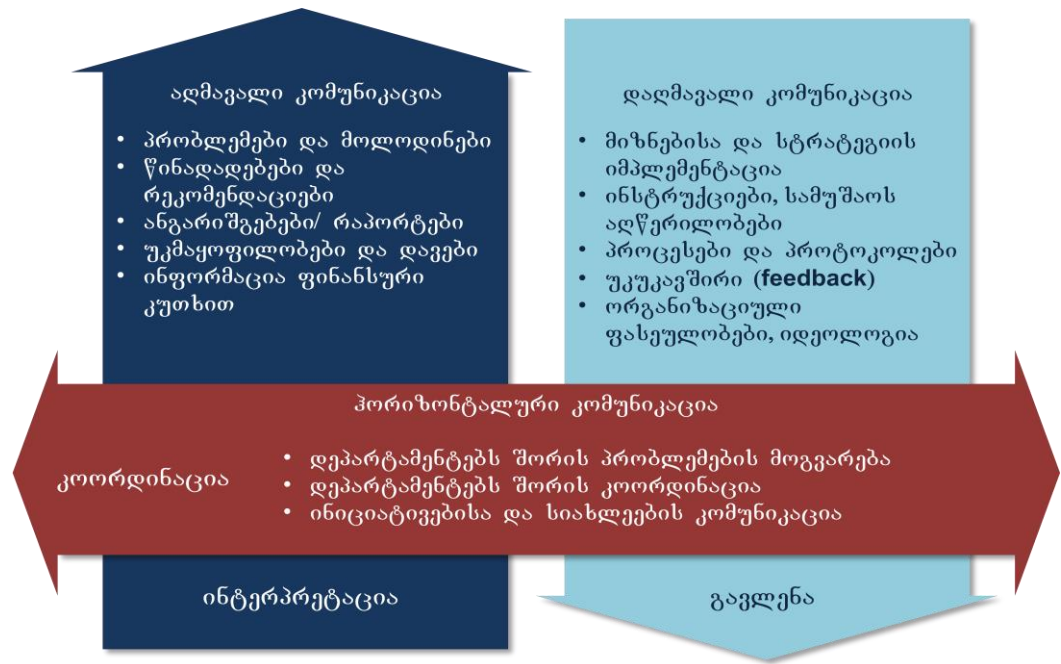 აღმავალი კომუნიკაცია
• პრობლემები და მოლოდინები
• წინადადებები და
რეკომენდაციები
• ანგარიშგებები/ რაპორტები
• უკმაყოფილობები და დავები
• ინფორმაცია ფინანსური
კუთხით
დაღმავალი კომუნიკაცია
• მიზნებისა და სტრატეგიის
იმპლემენტაცია
• ინსტრუქციები, სამუშაოს
აღწერილობები
• პროცესები და პროტოკოლები
• უკუკავშირი (feedback)
• ორგანიზაციული
ფასეულობები, იდეოლოგია
ჰორიზონტალური კომუნიკაცია
კოორდინაცია
• დეპარტამენტებს შორის პრობლემების მოგვარება
• დეპარტამენტებს შორის კოორდინაცია
• ინიციატივებისა და სიახლეების კომუნიკაცია
ინტერპრეტაცია
გავლენა